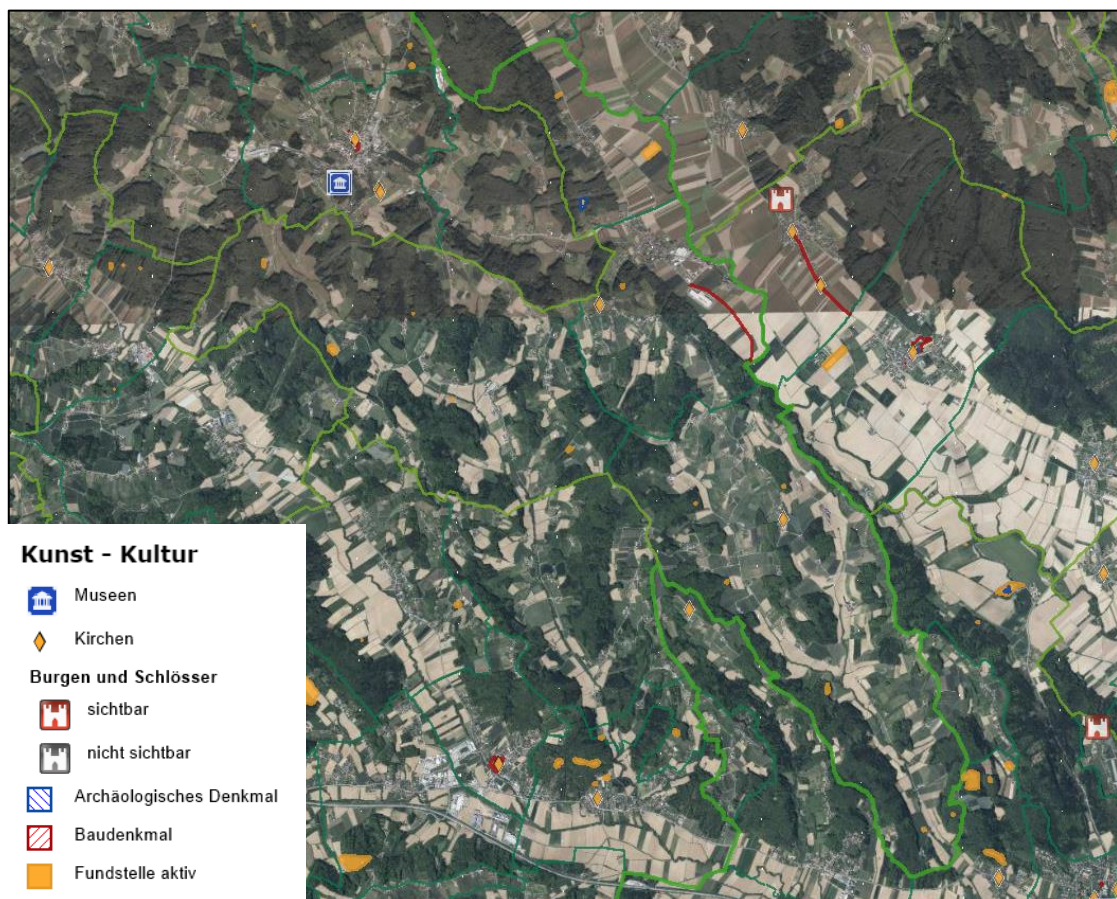 Kunst - Kultur
Museen
Kirchen
Burgen und Schlösser
sichtbar
nicht sichtbar
Archäologisches Denkmal
Baudenkmal
Fundstelle aktiv